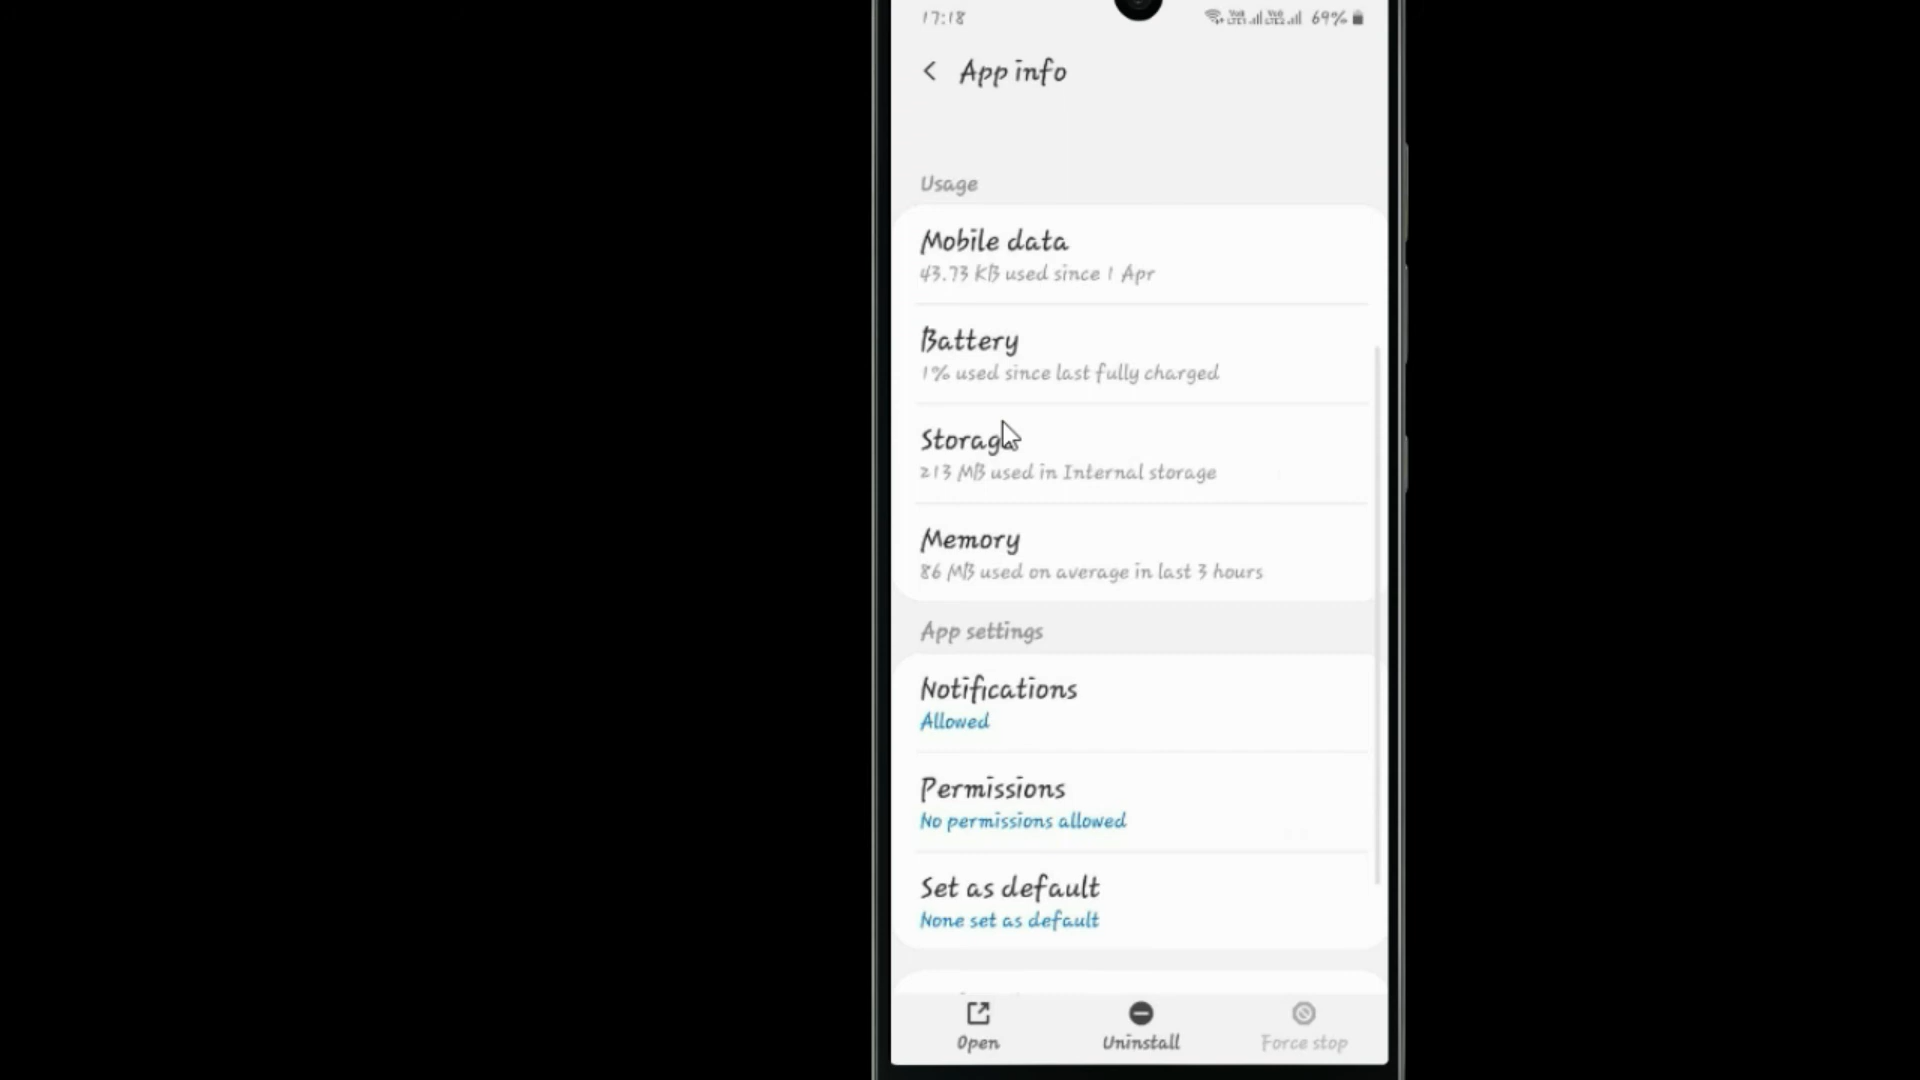 17:18
69%
App info
Usage
Mobile data
43.73 KB used since 1 Apr
Battery
1% used since last fully charged
Storage
213 MB used in Internal storage
Memory
86 MB used on average in last 3 hours
App settings
Notifications
Allowed
Permissions
No permissions allowed
Set as default
None set as default
Open
Uninstall
Force stop